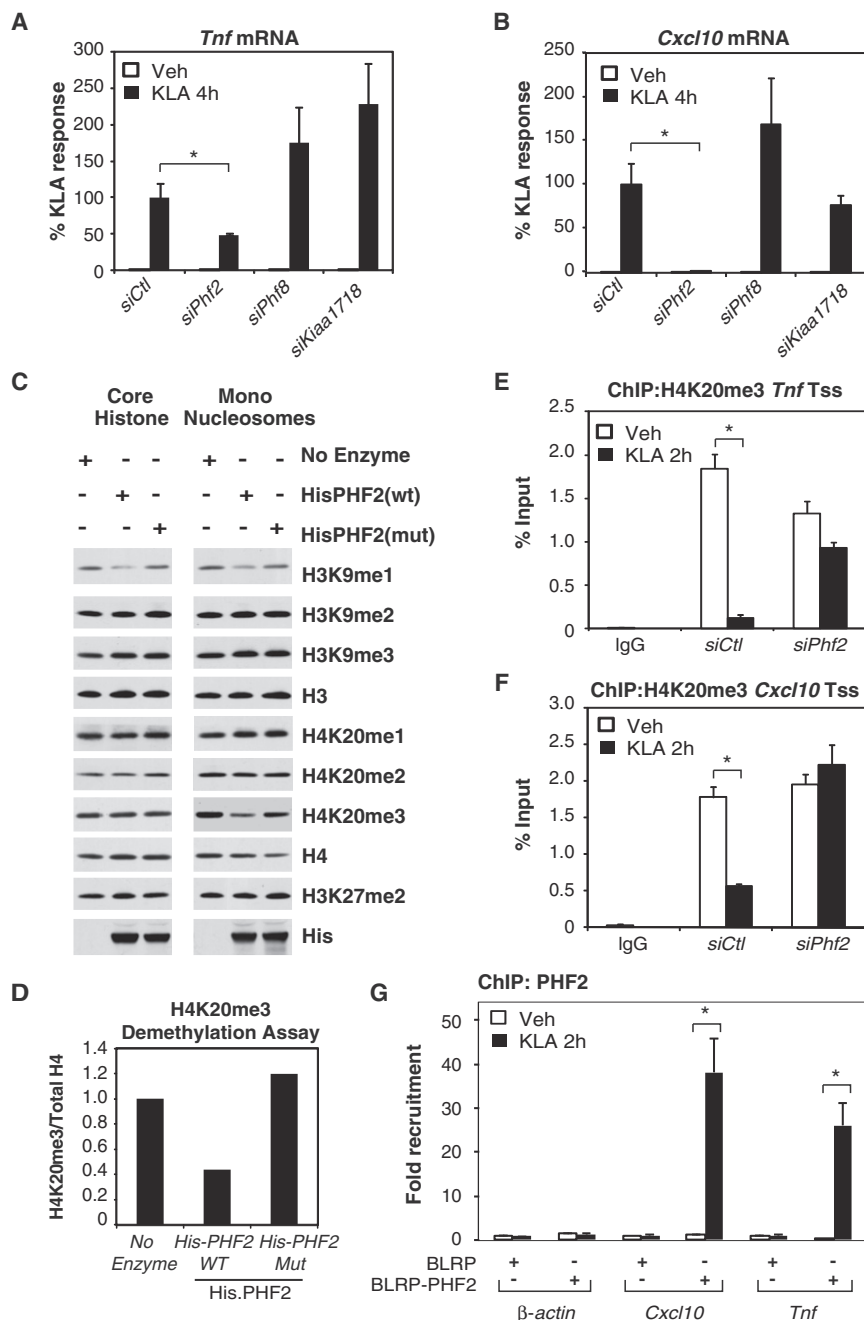 A
Tnf mRNA
% KLA response
300
250
200
150
100
50
0
Veh
KLA 4h
*
siCtl
siPhf2
siPhf8
siKiaa1718
B
Cxcl10 mRNA
% KLA response
250
200
150
100
50
0
Veh
KLA 4h
*
siCtl
siPhf2
siPhf8
siKiaa1718
C
Core Mono
Histone Nucleosomes
+ - - + - - No Enzyme
- + - - + - HisPHF2(wt)
- - + - - + HisPHF2(mut)
H3K9me1
H3K9me2
H3K9me3
H3
H4K20me1
H4K20me2
H4K20me3
H4
H3K27me2
His
D
H4K20me3
Demethylation Assay
H4K20me3/Total H4
1.4
1.2
1.0
0.8
0.6
0.4
0.2
0
No His-PHF2 His-PHF2
Enzyme WT Mut
His.PHF2
E
ChIP:H4K20me3 Tnf Tss
% Input
2.5
2.0
1.5
1.0
0.5
0
Veh
KLA 2h
*
IgG siCtl siPhf2
F
ChIP:H4K20me3 Cxcl10 Tss
% Input
3.0
2.5
2.0
1.5
1.0
0.5
0
Veh
KLA 2h
*
IgG siCtl siPhf2
G
ChIP: PHF2
Fold recruitment
50
40
30
20
10
0
Veh
KLA 2h
*
*
BLRP + - + - + -
BLRP-PHF2 - + - + - +
β-actin Cxcl10 Tnf